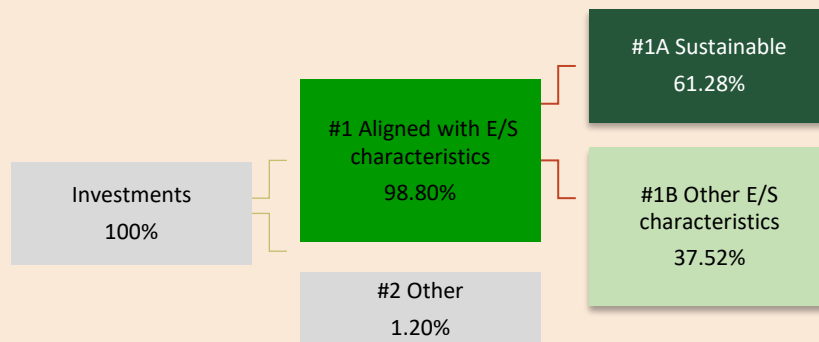 Investments
100%
#1 Aligned with E/S
characteristics
98.80%
#2 Other
1.20%
#1A Sustainable
61.28%
#1B Other E/S
characteristics
37.52%